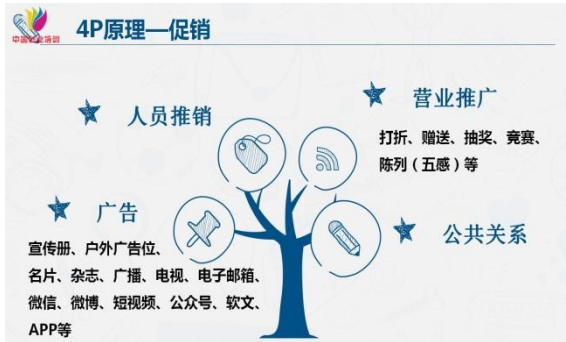 4P原理—促销
人员推销
营业推广
打折、赠送、抽奖、竞赛、
陈列（五感）等
广告
宣传册、户外广告位、
名片、杂志、广播、电视、电子邮箱、
微信、微博、短视频、公众号、软文、
APP等
公共关系